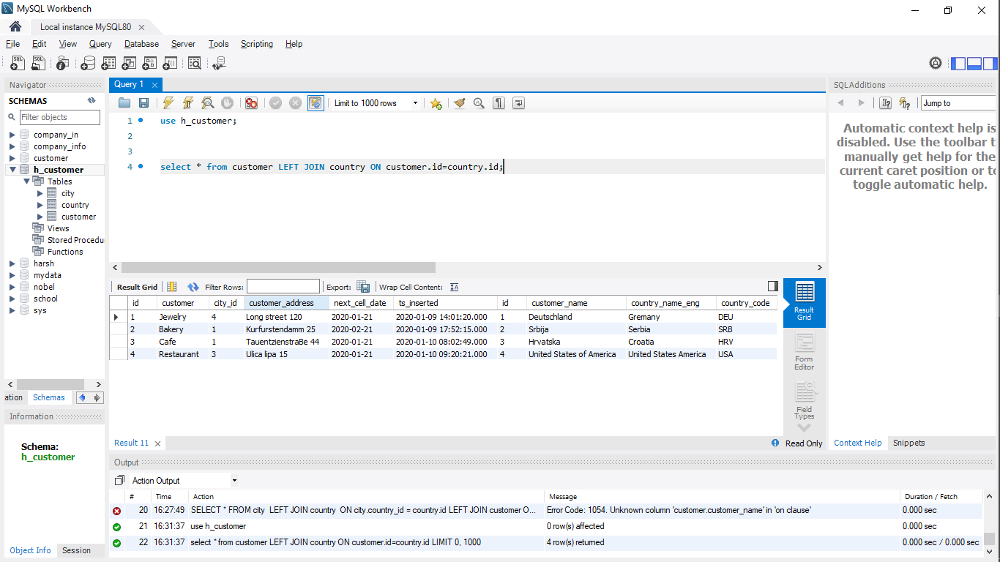 MySQL Workbench
Local instance MySQL80
File Edit View Query Database Server Tools Scripting Help
Navigator
SCHEMAS
Filter objects
company_in
company_info
customer
h_customer
Tables
city
country
customer
Views
Stored Procedu
Functions
harsh
mydata
nobel
school
sys
ation Schemas
Information
Schema:
h_customer
Object Info Session
Query 1
Limit to 1000 rows
1 use h_customer;
2
3
4 select * from customer LEFT JOIN country ON customer.id=country.id;
Result Grid Filter Rows: Export: Wrap Cell Content:
id customer city_id customer_address next_cell_date ts_inserted id customer_name country_name_eng country_code
1 Jewelry 4 Long street 120 2020-01-21 2020-01-09 14:01:20.000 1 Deutschland Gremany DEU
2 Bakery 1 Kurfurstendamm 25 2020-02-21 2020-01-09 17:52:15.000 2 Srbija Serbia SRB
3 Cafe 1 TauentzienstraBe 44 2020-01-21 2020-01-10 08:02:49.000 3 Hrvatska Croatia HRV
4 Restaurant 3 Ulica lipa 15 2020-01-21 2020-01-10 09:20:21.000 4 United States of America United States America USA
Result Grid
Form Editor
Field Types
Result 11
Read Only
SQLAdditions
Jump to
Automatic context help is
disabled. Use the toolbar t
manually get help for the
current caret position or to
toggle automatic help.
Context Help Snippets
Output
Action Output
# Time Action Message Duration / Fetch
20 16:27:49 SELECT * FROM city LEFT JOIN country ON city.country_id = country.id LEFT JOIN customer O... Error Code: 1054. Unknown column 'customer.customer_name' in 'on clause' 0.000 sec
21 16:31:37 use h_customer 0 row(s) affected 0.000 sec
22 16:31:37 select * from customer LEFT JOIN country ON customer.id=country.id LIMIT 0, 1000 4 row(s) returned 0.000 sec / 0.000 sec